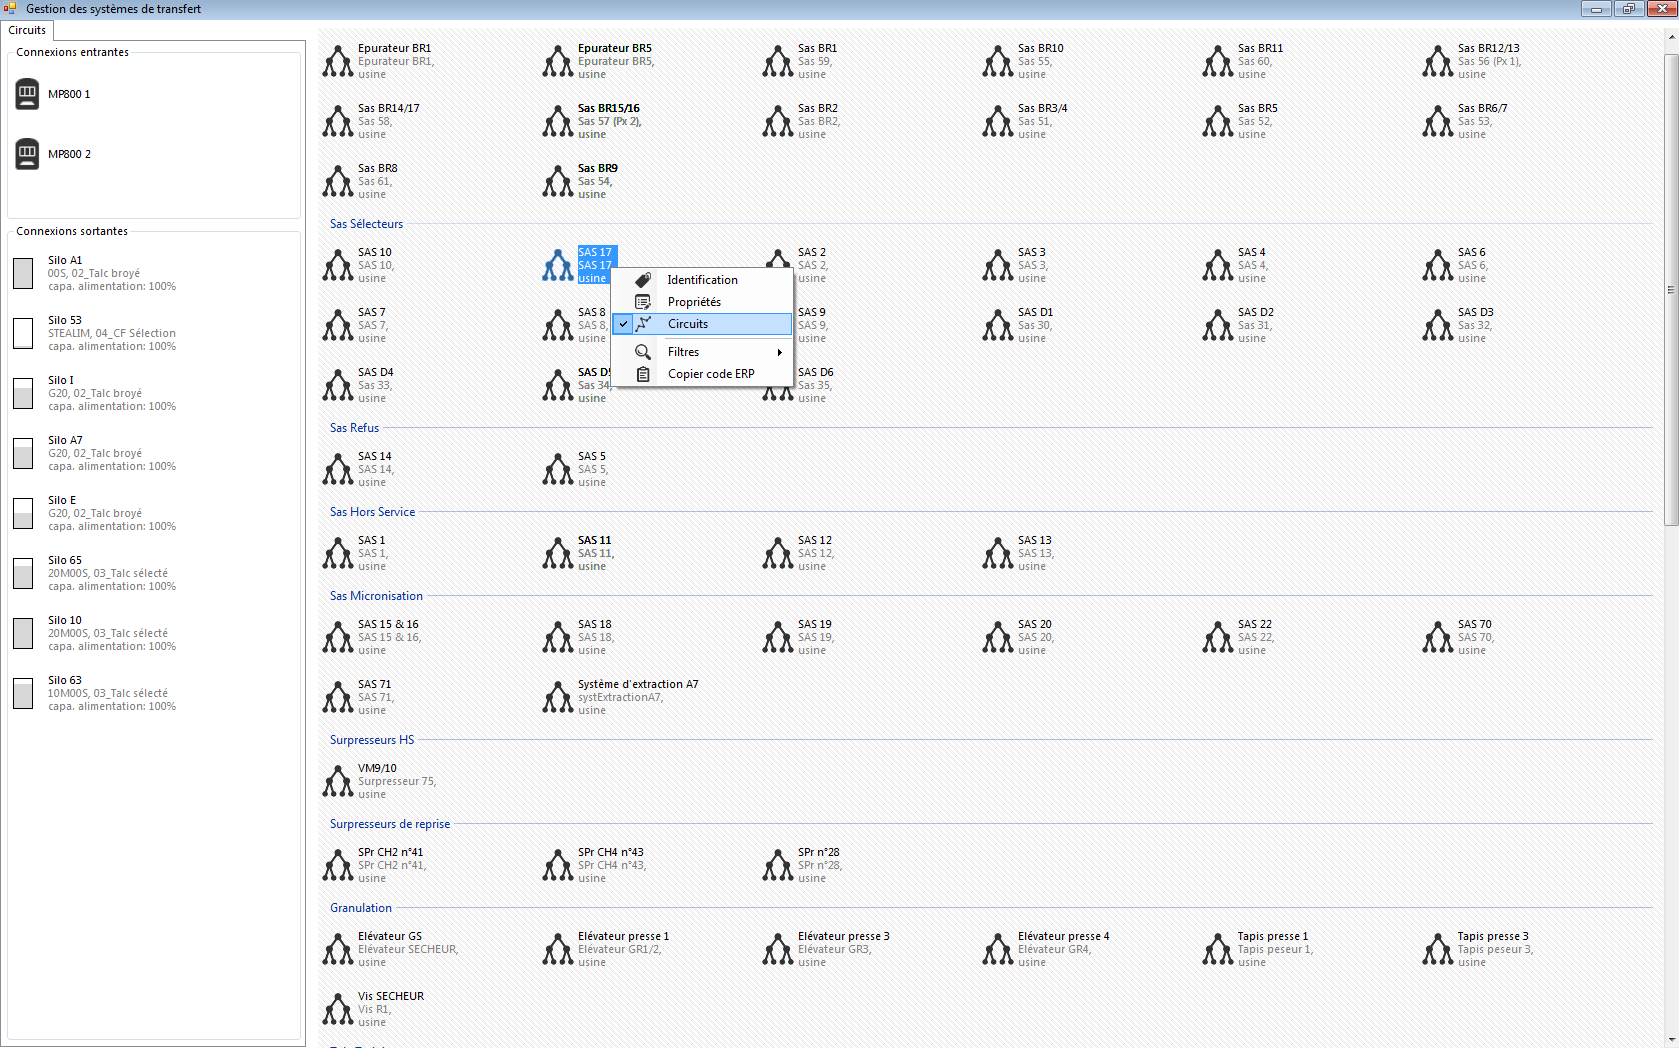 Gestion des systèmes de transfert
Circuits
Connexions entrantes
MP800 1
MP800 2
Connexions sortantes
Silo A1
00S, 02_Talc broyé
capa. alimentation: 100%
Silo 53
STEALIM, 04_CF Sélection
capa. alimentation: 100%
Silo I
G20, 02_Talc broyé
capa. alimentation: 100%
Silo A7
G20, 02_Talc broyé
capa. alimentation: 100%
Silo E
G20, 02_Talc broyé
capa. alimentation: 100%
Silo 65
20M00S, 03_Talc sélecté
capa. alimentation: 100%
Silo 10
20M00S, 03_Talc sélecté
capa. alimentation: 100%
Silo 63
10M00S, 03_Talc sélecté
capa. alimentation: 100%
Epurateur BR1
Epurateur BR1,
usine
Epurateur BR5
Epurateur BR5,
usine
Sas BR1
Sas 59,
usine
Sas BR10
Sas 55,
usine
Sas BR11
Sas 60,
usine
Sas BR12/13
Sas 56 (Px 1),
usine
Sas BR14/17
Sas 58,
usine
Sas BR15/16
Sas 57 (Px 2),
usine
Sas BR2
Sas BR2,
usine
Sas BR3/4
Sas 51,
usine
Sas BR5
Sas 52,
usine
Sas BR6/7
Sas 53,
usine
Sas BR8
Sas 61,
usine
Sas BR9
Sas 54,
usine
Sas Sélecteurs
SAS 10
SAS 10,
usine
SAS 17
SAS 17
usine
SAS 2
SAS 2,
usine
SAS 3
SAS 3,
usine
SAS 4
SAS 4,
usine
SAS 6
SAS 6,
usine
Identification
Propriétés
Circuits
Filtres
Copier code ERP
SAS 7
SAS 7,
usine
SAS 8
SAS 8,
usine
SAS 9
SAS 9,
usine
SAS D1
Sas 30,
usine
SAS D2
Sas 31,
usine
SAS D3
Sas 32,
usine
SAS D4
Sas 33,
usine
SAS D5
Sas 34,
usine
SAS D6
Sas 35,
usine
Sas Refus
SAS 14
SAS 14,
usine
SAS 5
SAS 5,
usine
Sas Hors Service
SAS 1
SAS 1,
usine
SAS 11
SAS 11,
usine
SAS 12
SAS 12,
usine
SAS 13
SAS 13,
usine
Sas Micronisation
SAS 15 & 16
SAS 15 & 16,
usine
SAS 18
SAS 18,
usine
SAS 19
SAS 19,
usine
SAS 20
SAS 20,
usine
SAS 22
SAS 22,
usine
SAS 70
SAS 70,
usine
SAS 71
SAS 71,
usine
Système d'extraction A7
systExtractionA7,
usine
Surpresseurs HS
VM9/10
Surpresseur 75,
usine
Surpresseurs de reprise
SPr CH2 n°41
SPr CH2 n°41,
usine
SPr CH4 n°43
SPr CH4 n°43,
usine
SPr n°28
SPr n°28,
usine
Granulation
Elévateur GS
Elévateur SECHEUR,
usine
Elévateur presse 1
Elévateur GR1/2,
usine
Elévateur presse 3
Elévateur GR3,
usine
Elévateur presse 4
Elévateur GR4,
usine
Tapis presse 1
Tapis peseur 1,
usine
Tapis presse 3
Tapis peseur 3,
usine
Vis SECHEUR
Vis R1,
usine